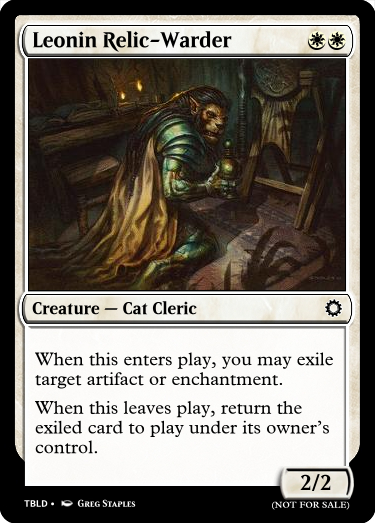 Leonin Relic-Warder
Creature — Cat Cleric
When this enters play, you may exile
target artifact or enchantment.
When this leaves play, return the
exiled card to play under its owner's
control.
2/2
TBLD • Greg Staples
(NOT FOR SALE)